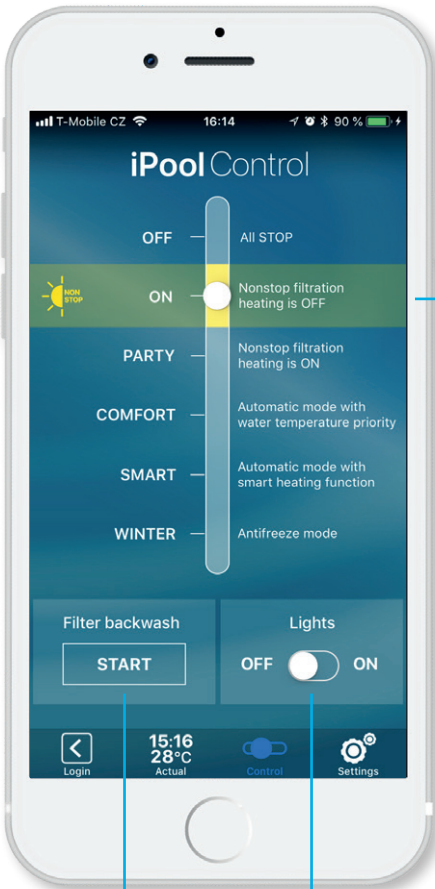 T-Mobile CZ 16:14 90 %
iPool Control
OFF All STOP
NON
STOP
ON
Nonstop filtration
heating is OFF
PARTY
Nonstop filtration
heating is ON
COMFORT
Automatic mode with
water temperature priority
SMART
Automatic mode with
smart heating function
WINTER Antifreeze mode
Filter backwash
START
Lights
OFF ON
Login
15:16
28°C
Actual
Control
Settings